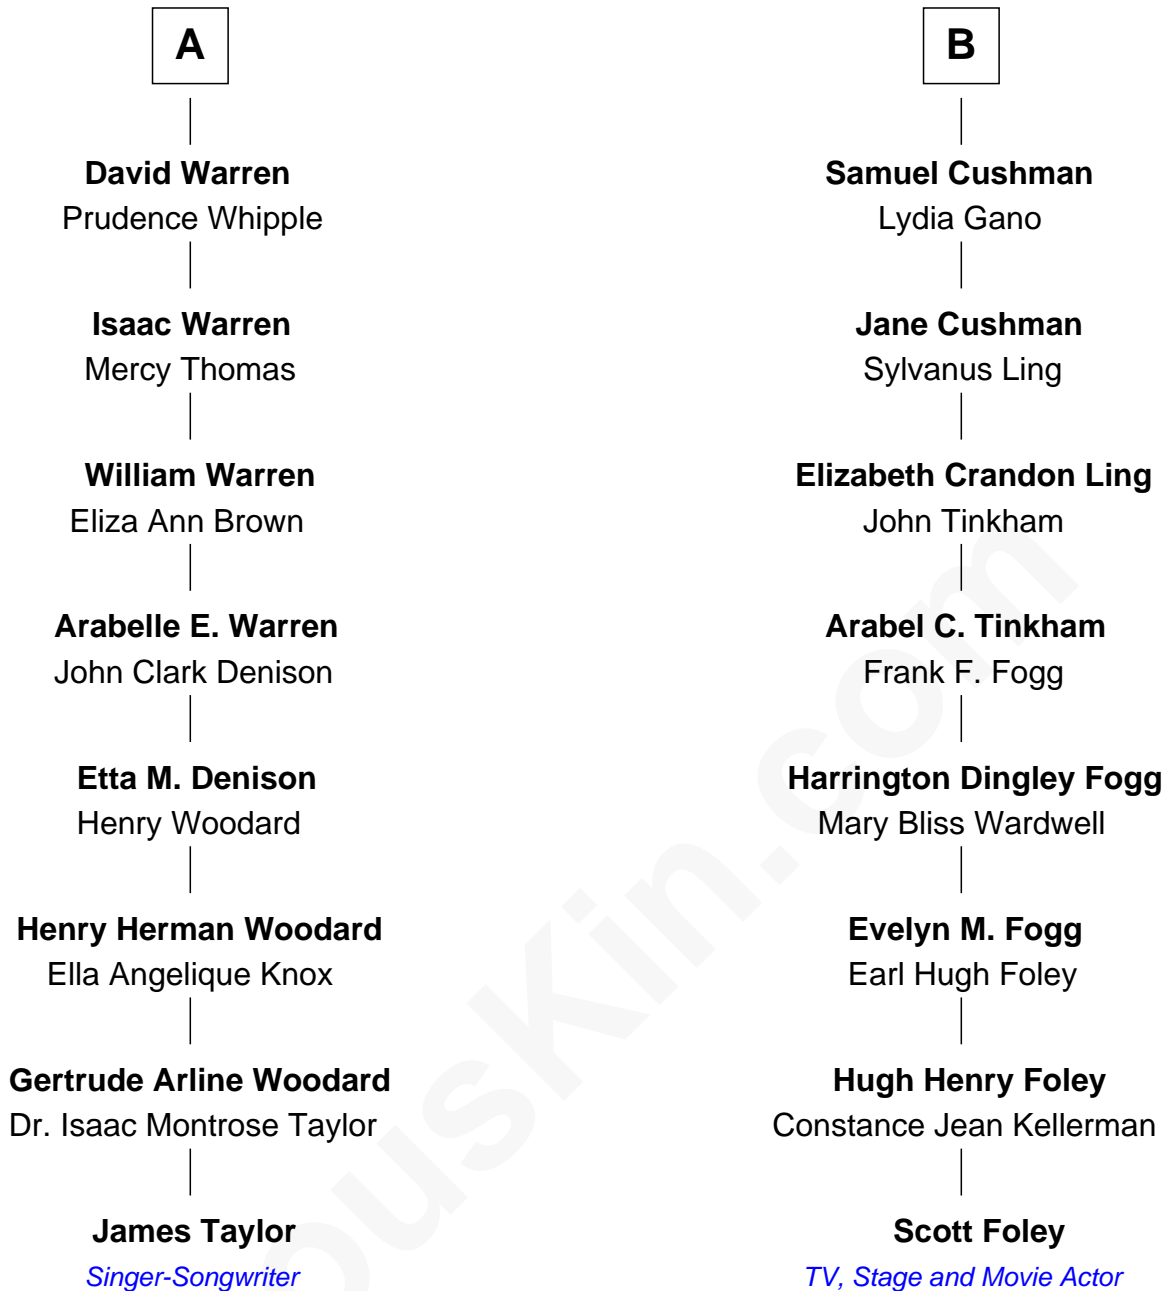 A
David Warren
Prudence Whipple
Isaac Warren
Mercy Thomas
William Warren
Eliza Ann Brown
Arabelle E. Warren
John Clark Denison
Etta M. Denison
Henry Woodard
Henry Herman Woodard
Ella Angelique Knox
Gertrude Arline Woodard
Dr. Isaac Montrose Taylor
James Taylor
Singer-Songwriter
B
Samuel Cushman
Lydia Gano
Jane Cushman
Sylvanus Ling
Elizabeth Crandon Ling
John Tinkham
Arabel C. Tinkham
Frank F. Fogg
Harrington Dingley Fogg
Mary Bliss Wardwell
Evelyn M. Fogg
Earl Hugh Foley
Hugh Henry Foley
Constance Jean Kellerman
Scott Foley
TV, Stage and Movie Actor
ousKin.com